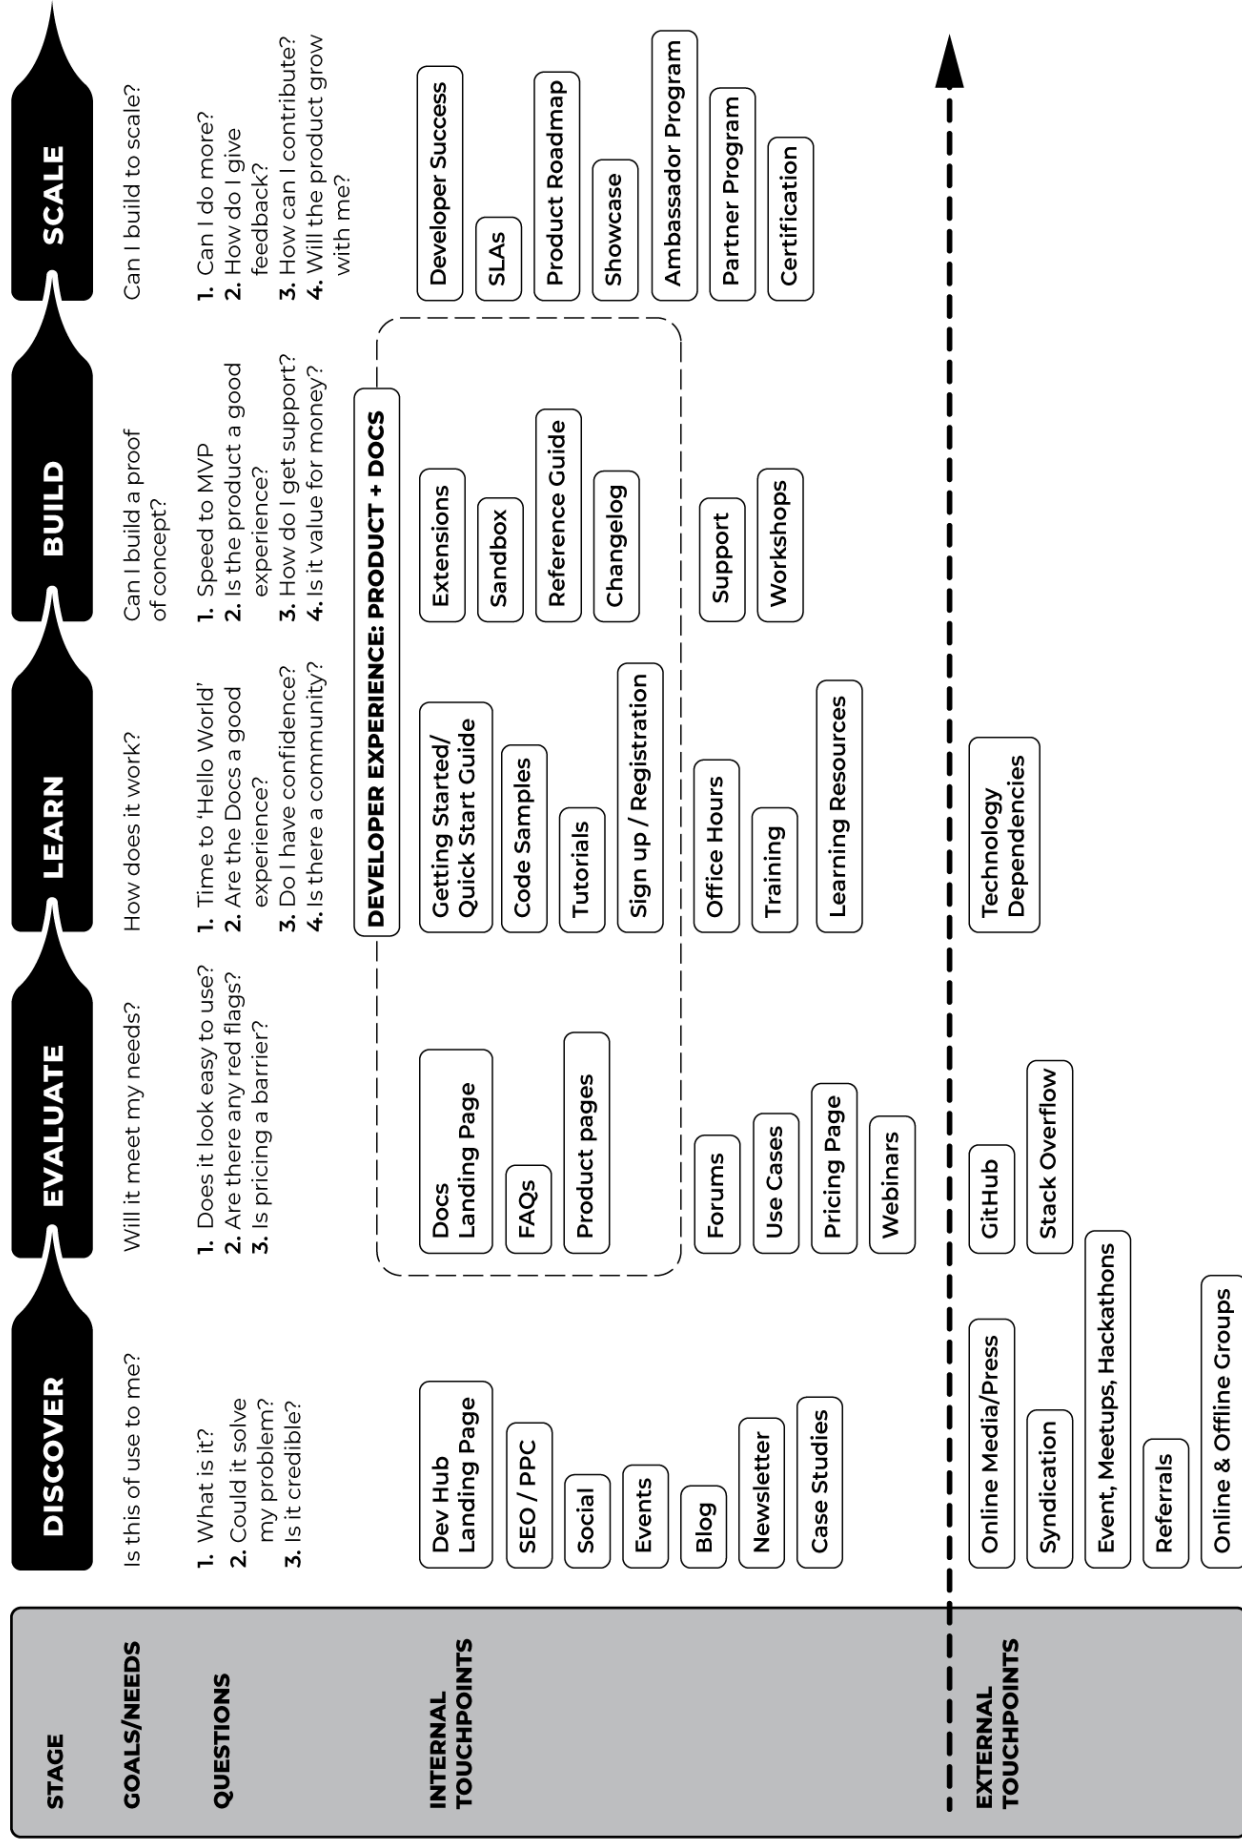 STAGE
DISCOVER
EVALUATE
LEARN
BUILD
SCALE
GOALS/NEEDS
Is this of use to me?
Will it meet my needs?
How does it work?
Can I build a proof
of concept?
Can I build to scale?
QUESTIONS
1. What is it?
2. Could it solve
my problem?
3. Is it credible?
1. Does it look easy to use?
2. Are there any red flags?
3. Is pricing a barrier?
1. Time to ‘Hello World’
2. Are the Docs a good
experience?
3. Do I have confidence?
4. Is there a community?
1. Speed to MVP
2. Is the product a good
experience?
3. How do I get support?
4. Is it value for money?
1. Can I do more?
2. How do I give
feedback?
3. How can I contribute?
4. Will the product grow
with me?
INTERNAL
TOUCHPOINTS
DEVELOPER EXPERIENCE: PRODUCT + DOCS
Dev Hub
Landing Page
SEO / PPC
Social
Events
Blog
Newsletter
Case Studies
Docs
Landing Page
FAQs
Product pages
Forums
Use Cases
Pricing Page
Webinars
Getting Started/
Quick Start Guide
Code Samples
Tutorials
Sign up / Registration
Office Hours
Training
Learning Resources
Extensions
Sandbox
Reference Guide
Changelog
Support
Workshops
Developer Success
SLAs
Product Roadmap
Showcase
Ambassador Program
Partner Program
Certification
EXTERNAL
TOUCHPOINTS
Online Media/Press
Syndication
Event, Meetups, Hackathons
Referrals
Online & Offline Groups
GitHub
Stack Overflow
Technology
Dependencies